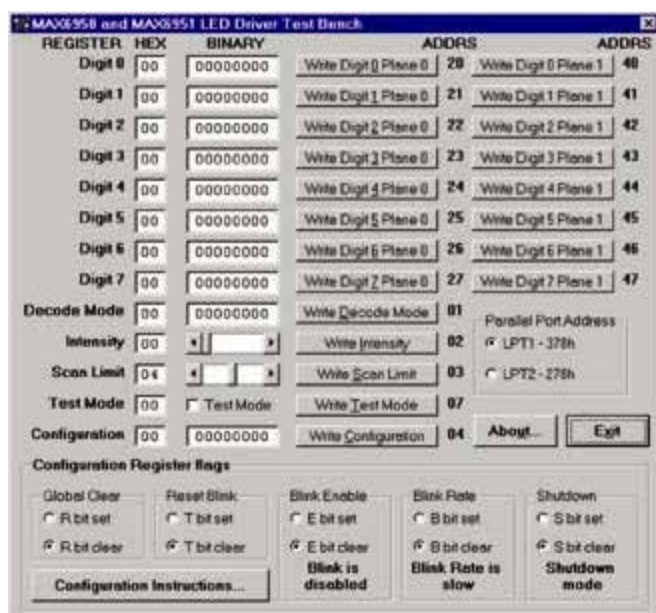 MAX6950 and MAX6951 LED Driver Test Bench
REGISTER HEX BINARY ADDRS ADDRS
Digit 0 00 00000000 Write Digit 0 Plane 0 20 Write Digit 0 Plane 1 40
Digit 1 00 00000000 Write Digit 1 Plane 0 21 Write Digit 1 Plane 1 41
Digit 2 00 00000000 Write Digit 2 Plane 0 22 Write Digit 2 Plane 1 42
Digit 3 00 00000000 Write Digit 3 Plane 0 23 Write Digit 3 Plane 1 43
Digit 4 00 00000000 Write Digit 4 Plane 0 24 Write Digit 4 Plane 1 44
Digit 5 00 00000000 Write Digit 5 Plane 0 25 Write Digit 5 Plane 1 45
Digit 6 00 00000000 Write Digit 6 Plane 0 26 Write Digit 6 Plane 1 46
Digit 7 00 00000000 Write Digit 7 Plane 0 27 Write Digit 7 Plane 1 47
Decode Mode 00 00000000 Write Decode Mode 01
Parallel Port Address
Intensity 00 Write Intensity 02 LPT1 - 378h
Scan Limit 04 Write Scan Limit 03 LPT2 - 278h
Test Mode 00 Test Mode Write Test Mode 07
Configuration 00 00000000 Write Configuration 04 About... Exit
Configuration Register flags
Global Clear Reset Blink Blink Enable Blink Rate Shutdown
R bit set T bit set E bit set B bit set S bit set
R bit clear T bit clear E bit clear B bit clear S bit clear
Configuration Instructions...
Blink is disabled
Blink Rate is slow
Shutdown mode